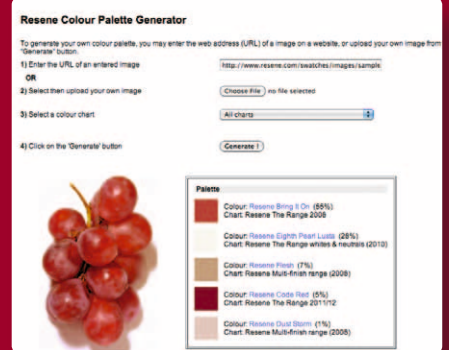 Resene Colour Palette Generator
To generate your own colour palette, you may enter the web address (URL) of a image on a website, or upload your own image from
"Generate" button.
1) Enter the URL of an entered image
http://www.resene.com/swatches/images/sample
OR
2) Select then upload your own image
Choose File no file selected
3) Select a colour chart
All charts
4) Click on the 'Generate' button
Generate !
Palette
Colour: Resene Bring It On (55%)
Chart: Resene The Range 2008
Colour: Resene Eighth Pearl Lusta (28%)
Chart: Resene The Range whites & neutrals (2010)
Colour: Resene Flesh (7%)
Chart: Resene Multi-finish range (2008)
Colour: Resene Code Red (5%)
Chart: Resene The Range 2011/12
Colour: Resene Dust Storm (1%)
Chart: Resene Multi-finish range (2008)